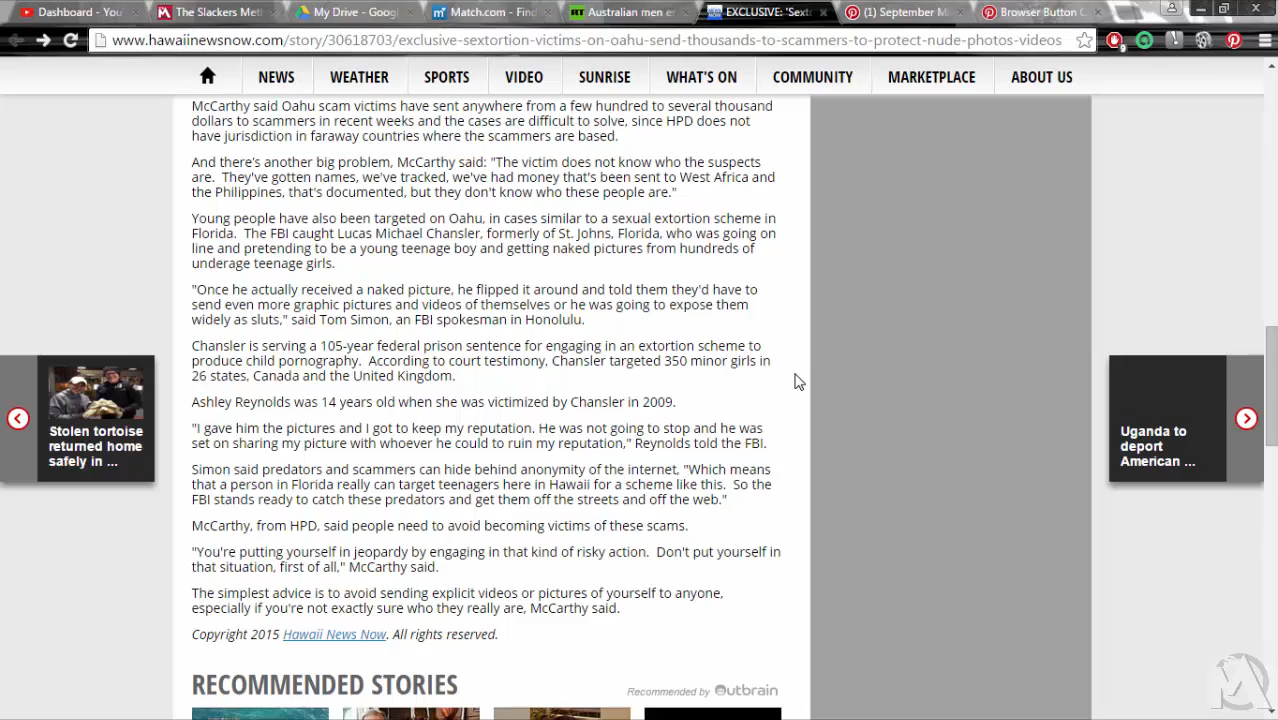 Dashboard - You
The Slackers Met
My Drive - Googl
Match.com - Find
Australian men
EXCLUSIVE: 'Sext
(1) September M
Browser Button C
www.hawaiinewsnow.com/story/30618703/exclusive-sextortion-victims-on-oahu-send-thousands-to-scammers-to-protect-nude-photos-videos
9
NEWS
WEATHER
SPORTS
VIDEO
SUNRISE
WHAT'S ON
COMMUNITY
MARKETPLACE
ABOUT US
McCarthy said Oahu scam victims have sent anywhere from a few hundred to several thousand
dollars to scammers in recent weeks and the cases are difficult to solve, since HPD does not
have jurisdiction in faraway countries where the scammers are based.
And there's another big problem, McCarthy said: "The victim does not know who the suspects
are.  They've gotten names, we've tracked, we've had money that's been sent to West Africa and
the Philippines, that's documented, but they don't know who these people are."
Young people have also been targeted on Oahu, in cases similar to a sexual extortion scheme in
Florida.  The FBI caught Lucas Michael Chansler, formerly of St. Johns, Florida, who was going on
line and pretending to be a young teenage boy and getting naked pictures from hundreds of
underage teenage girls.
"Once he actually received a naked picture, he flipped it around and told them they'd have to
send even more graphic pictures and videos of themselves or he was going to expose them
widely as sluts," said Tom Simon, an FBI spokesman in Honolulu.
Chansler is serving a 105-year federal prison sentence for engaging in an extortion scheme to
produce child pornography.  According to court testimony, Chansler targeted 350 minor girls in
26 states, Canada and the United Kingdom.
Ashley Reynolds was 14 years old when she was victimized by Chansler in 2009.
"I gave him the pictures and I got to keep my reputation. He was not going to stop and he was
set on sharing my picture with whoever he could to ruin my reputation," Reynolds told the FBI.
Simon said predators and scammers can hide behind anonymity of the internet, "Which means
that a person in Florida really can target teenagers here in Hawaii for a scheme like this.  So the
FBI stands ready to catch these predators and get them off the streets and off the web."
McCarthy, from HPD, said people need to avoid becoming victims of these scams.
"You're putting yourself in jeopardy by engaging in that kind of risky action.  Don't put yourself in
that situation, first of all," McCarthy said.
The simplest advice is to avoid sending explicit videos or pictures of yourself to anyone,
especially if you're not exactly sure who they really are, McCarthy said.
Copyright 2015 Hawaii News Now. All rights reserved.
Stolen tortoise
returned home
safely in ...
Uganda to
deport
American ...
RECOMMENDED STORIES
Recommended by Outbrain